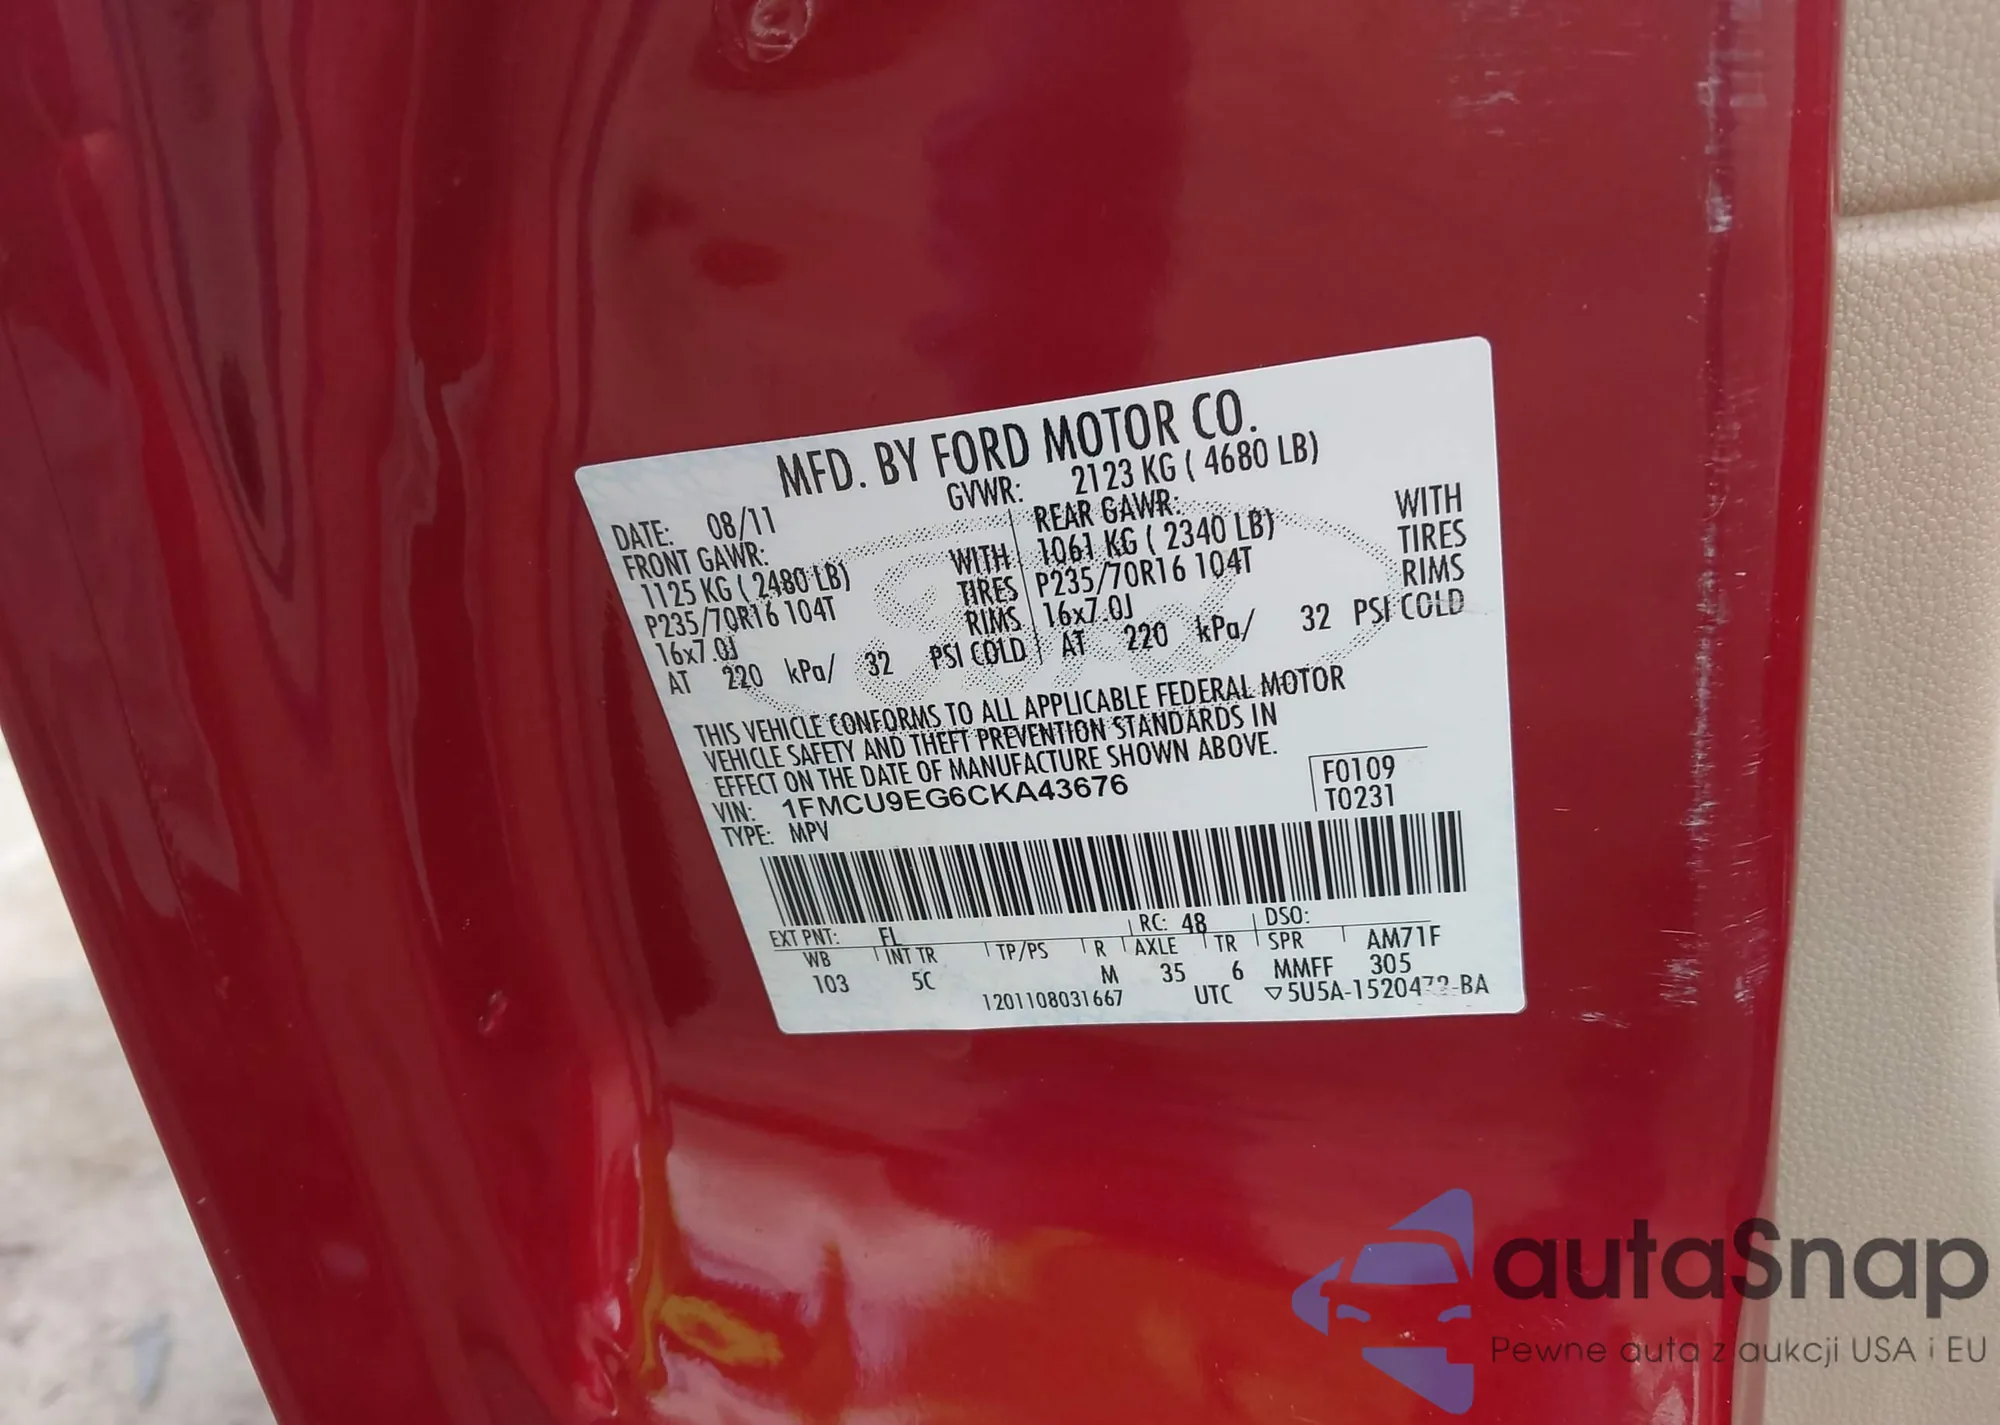 MFD. BY FORD MOTOR CO.
DATE: 08/11 GVWR: 2123 KG ( 4680 LB)
FRONT GAWR: REAR GAWR:
1125 KG ( 2480 LB) WITH 1061 KG ( 2340 LB) WITH
P235/70R16 104T TIRES P235/70R16 104T TIRES
16x7.0J RIMS 16x7.0J RIMS
AT 220 kPa/ 32 PSI COLD AT 220 kPa/ 32 PSI COLD
THIS VEHICLE CONFORMS TO ALL APPLICABLE FEDERAL MOTOR
VEHICLE SAFETY AND THEFT PREVENTION STANDARDS IN
EFFECT ON THE DATE OF MANUFACTURE SHOWN ABOVE.
VIN: 1FMCU9EG6CKA43676 F0109
TYPE: MPV T0231
EXT PNT: FL RC: 48 DSO:
WB INT TR TP/PS R AXLE TR SPR AM71F
103 5C M 35 6 MMFF 305
1201108031667 UTC ▽5U5A-1520472-BA
autaSnap
Pewne auta z aukcji USA i EU